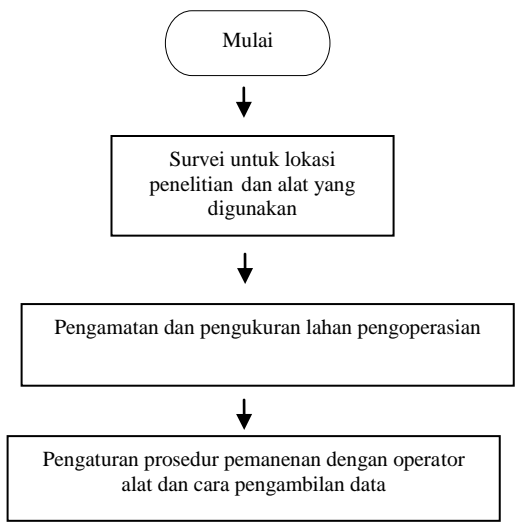 Mulai
Survei untuk lokasi
penelitian dan alat yang
digunakan
Pengamatan dan pengukuran lahan pengoperasian
Pengaturan prosedur pemanenan dengan operator
alat dan cara pengambilan data